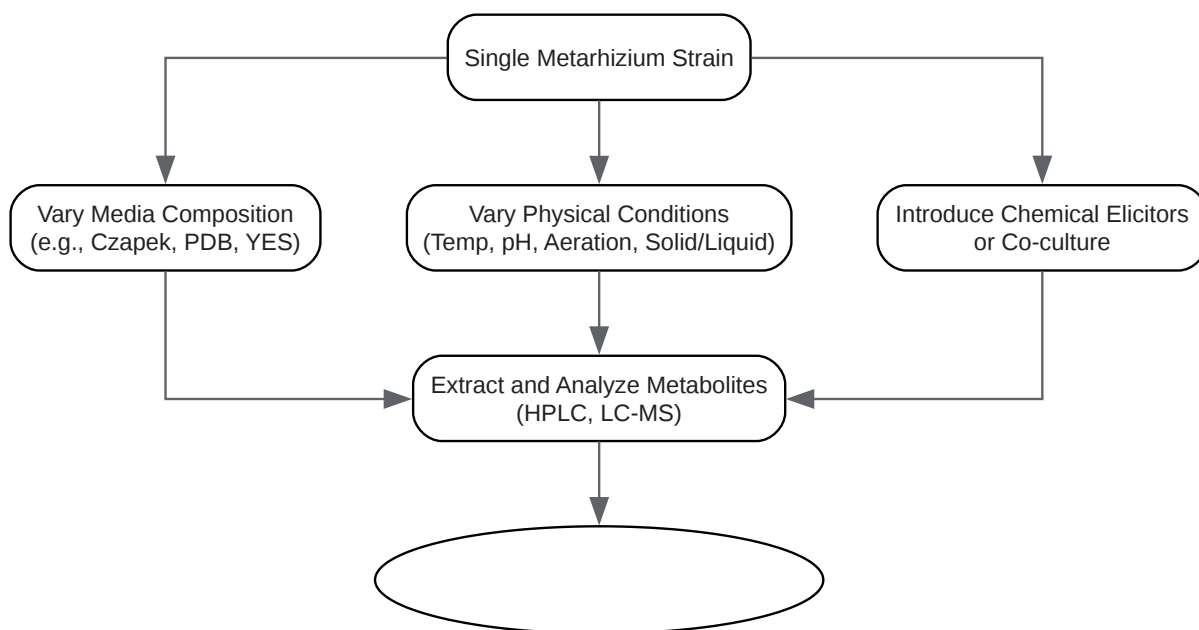 Single Metarhizium Strain
Vary Media Composition
(e.g., Czapek, PDB, YES)
Vary Physical Conditions
(Temp, pH, Aeration, Solid/Liquid)
Introduce Chemical Elicitors
or Co-culture
Extract and Analyze Metabolites
(HPLC, LC-MS)